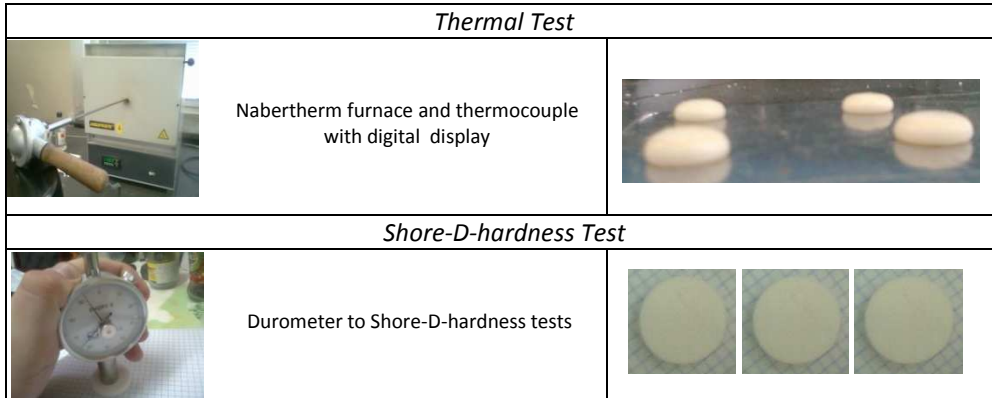 Thermal Test
Nabertherm furnace and thermocouple
with digital display
Shore-D-hardness Test
Durometer to Shore-D-hardness tests